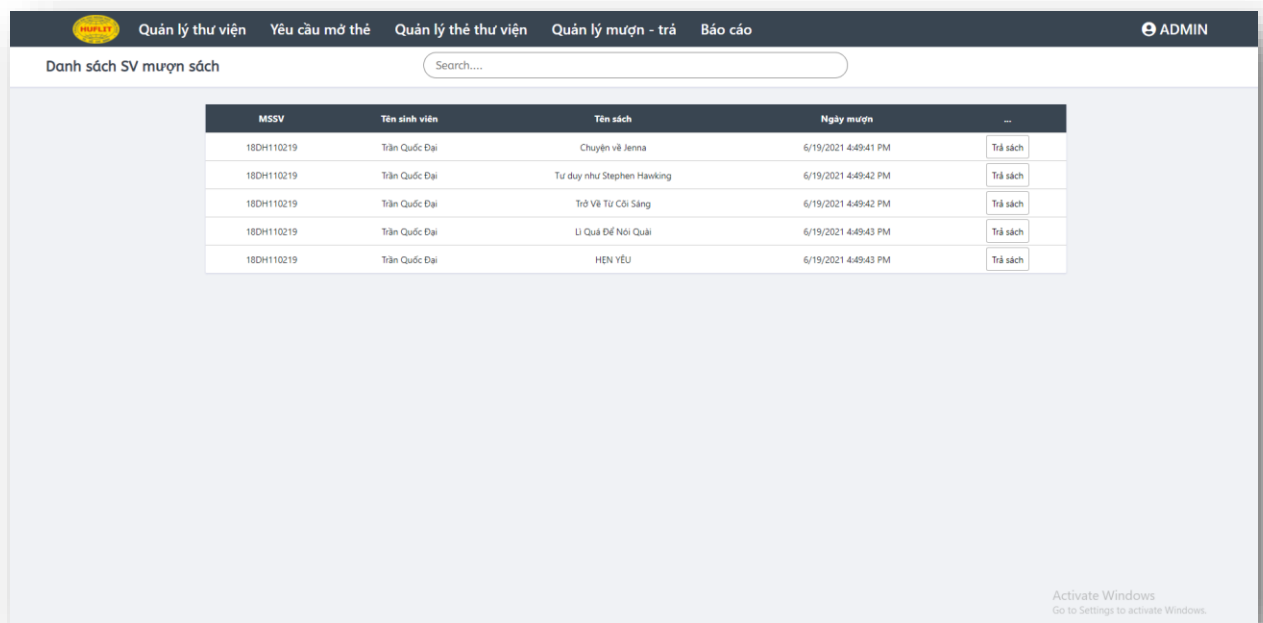 HUFLIT Quản lý thư viện Yêu cầu mở thẻ Quản lý thẻ thư viện Quản lý mượn - trả Báo cáo ADMIN
Danh sách SV mượn sách Search....
MSSV Tên sinh viên Tên sách Ngày mượn ...
18DH110219 Trần Quốc Đại Chuyện về Jenna 6/19/2021 4:49:41 PM Trả sách
18DH110219 Trần Quốc Đại Tư duy như Stephen Hawking 6/19/2021 4:49:42 PM Trả sách
18DH110219 Trần Quốc Đại Trở Về Từ Cõi Sáng 6/19/2021 4:49:42 PM Trả sách
18DH110219 Trần Quốc Đại Lì Quá Để Nói Quài 6/19/2021 4:49:43 PM Trả sách
18DH110219 Trần Quốc Đại HẸN YÊU 6/19/2021 4:49:43 PM Trả sách
Activate Windows
Go to Settings to activate Windows.